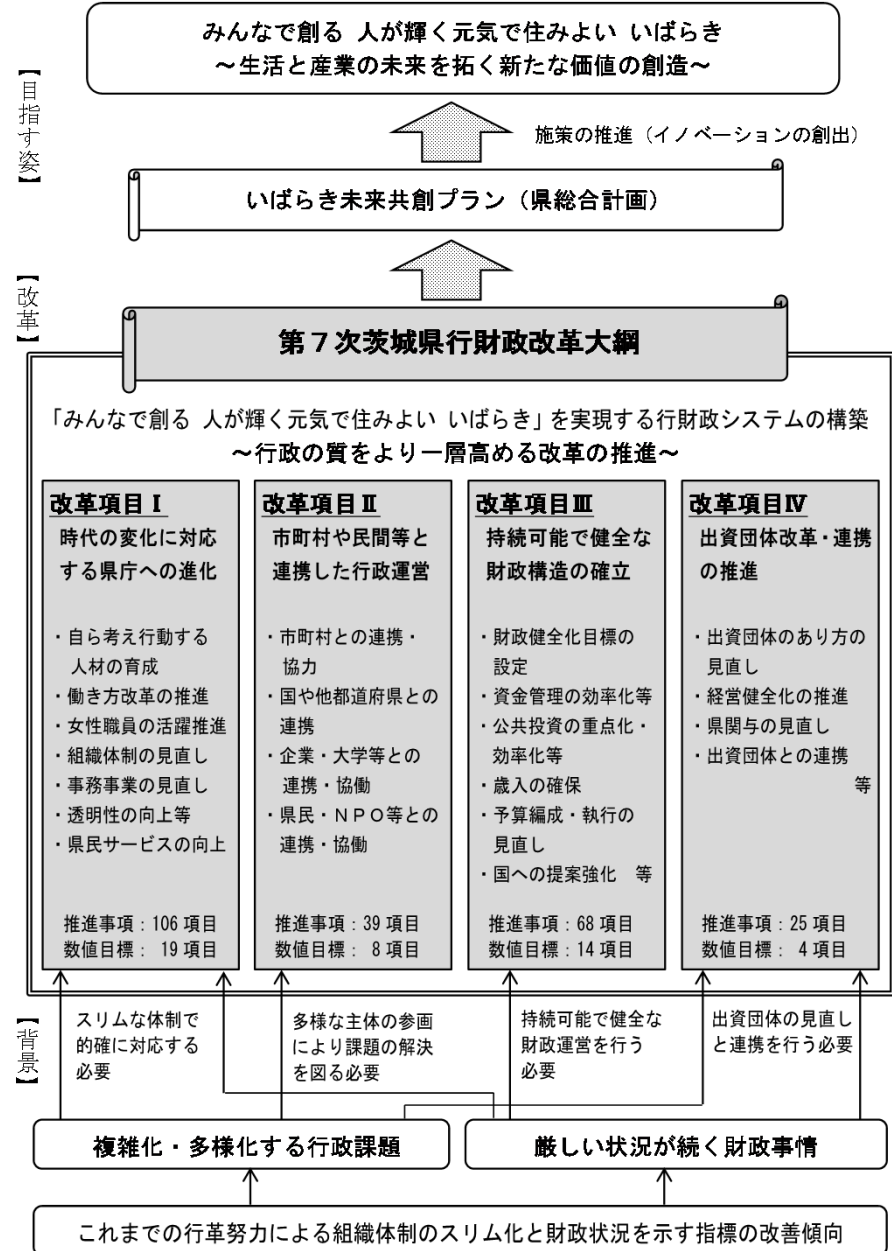 みんなで創る 人が輝く元気で住みよい いばらき
～生活と産業の未来を拓く新たな価値の創造～
【目指す姿】
施策の推進（イノベーションの創出）
いばらき未来共創プラン（県総合計画）
【改革】
第７次茨城県行財政改革大綱
「みんなで創る 人が輝く元気で住みよい いばらき」を実現する行財政システムの構築
～行政の質をより一層高める改革の推進～
改革項目Ⅰ
時代の変化に対応
する県庁への進化
・自ら考え行動する
人材の育成
・働き方改革の推進
・女性職員の活躍推進
・組織体制の見直し
・事務事業の見直し
・透明性の向上等
・県民サービスの向上
推進事項：106 項目
数値目標： 19 項目
改革項目Ⅱ
市町村や民間等と
連携した行政運営
・市町村との連携・
協力
・国や他都道府県との
連携
・企業・大学等との
連携・協働
・県民・ＮＰＯ等との
連携・協働
推進事項：39 項目
数値目標： 8 項目
改革項目Ⅲ
持続可能で健全な
財政構造の確立
・財政健全化目標の
設定
・資金管理の効率化等
・公共投資の重点化・
効率化等
・歳入の確保
・予算編成・執行の
見直し
・国への提案強化 等
推進事項：68 項目
数値目標：14 項目
改革項目Ⅳ
出資団体改革・連携
の推進
・出資団体のあり方の
見直し
・経営健全化の推進
・県関与の見直し
・出資団体との連携
等
推進事項：25 項目
数値目標： 4 項目
【背景】
スリムな体制で
的確に対応する
必要
多様な主体の参画
により課題の解決
を図る必要
持続可能で健全な
財政運営を行う
必要
出資団体の見直し
と連携を行う必要
複雑化・多様化する行政課題
厳しい状況が続く財政事情
これまでの行革努力による組織体制のスリム化と財政状況を示す指標の改善傾向